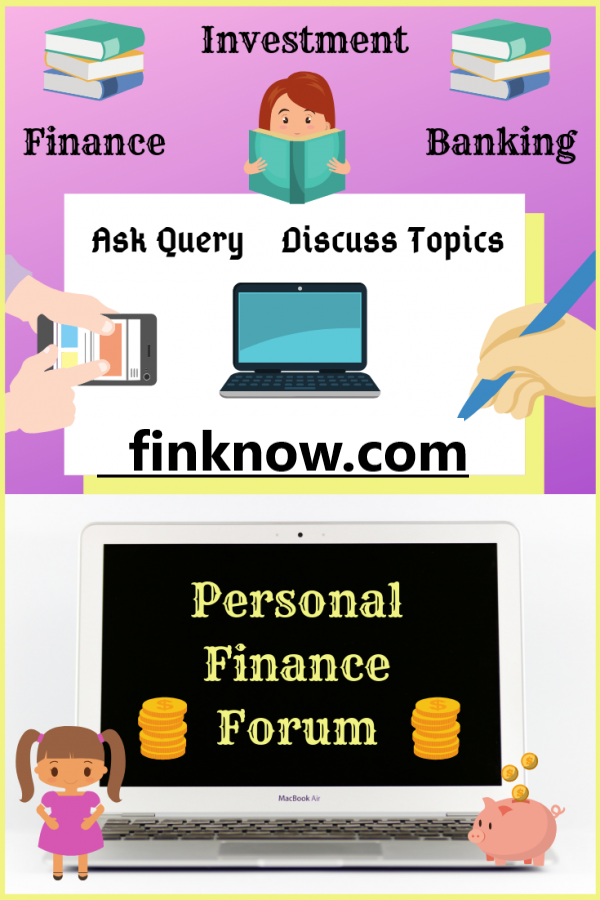 Investment
Finance
Banking
Ask Query
Discuss Topics
finknow.com
Personal
Finance
Forum
MacBook Air